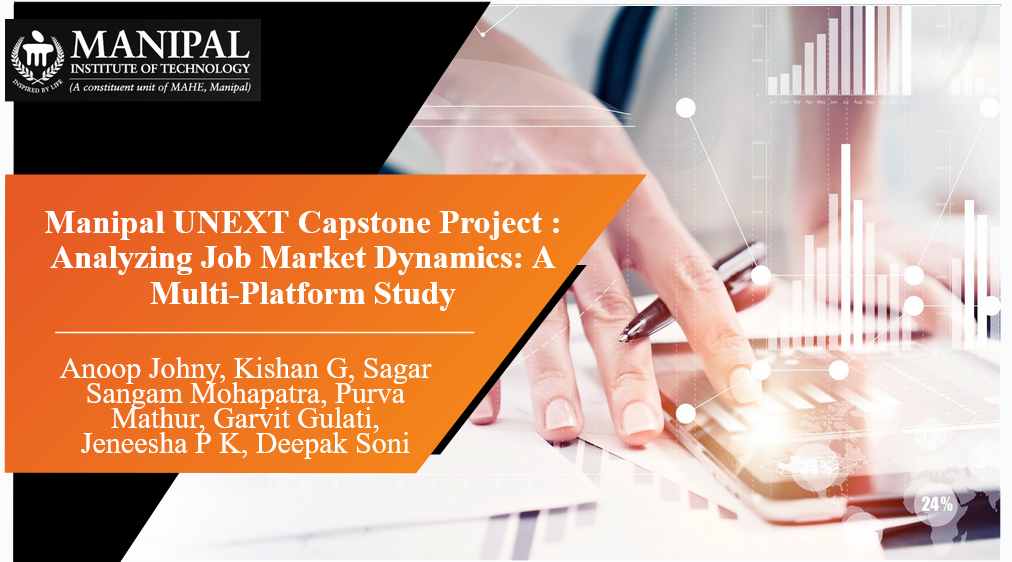 MANIPAL
INSTITUTE OF TECHNOLOGY
(A constituent unit of MAHE, Manipal)
INSPIRED BY LIFE
Manipal UNEXT Capstone Project :
Analyzing Job Market Dynamics: A
Multi-Platform Study
Anoop Johny, Kishan G, Sagar
Sangam Mohapatra, Purva
Mathur, Garvit Gulati,
Jeneesha P K, Deepak Soni
24%